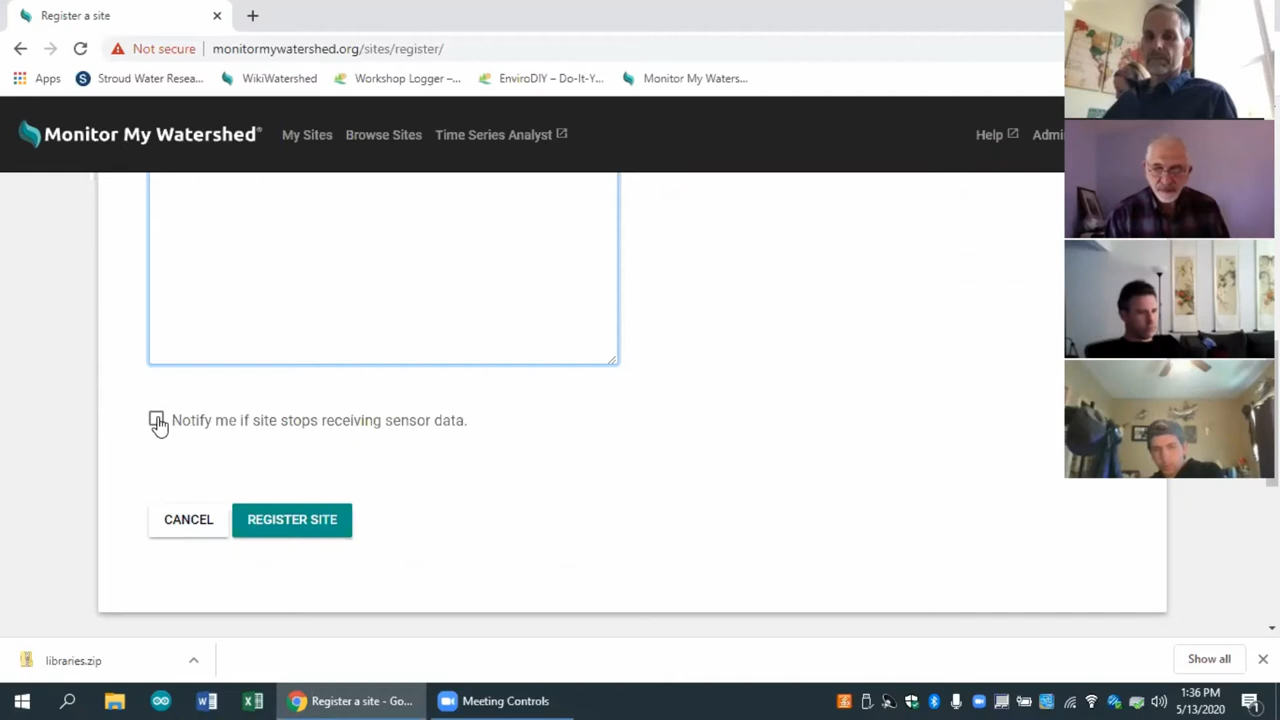 Register a site
Not secure
monitormywatershed.org/sites/register/
Apps
Stroud Water Resea...
WikiWatershed
Workshop Logger –...
EnviroDIY – Do-It-Y...
Monitor My Waters...
Monitor My Watershed®
My Sites
Browse Sites
Time Series Analyst
Help
Admi
Notify me if site stops receiving sensor data.
CANCEL
REGISTER SITE
libraries.zip
Show all
Register a site - Go...
Meeting Controls
1:36 PM
5/13/2020